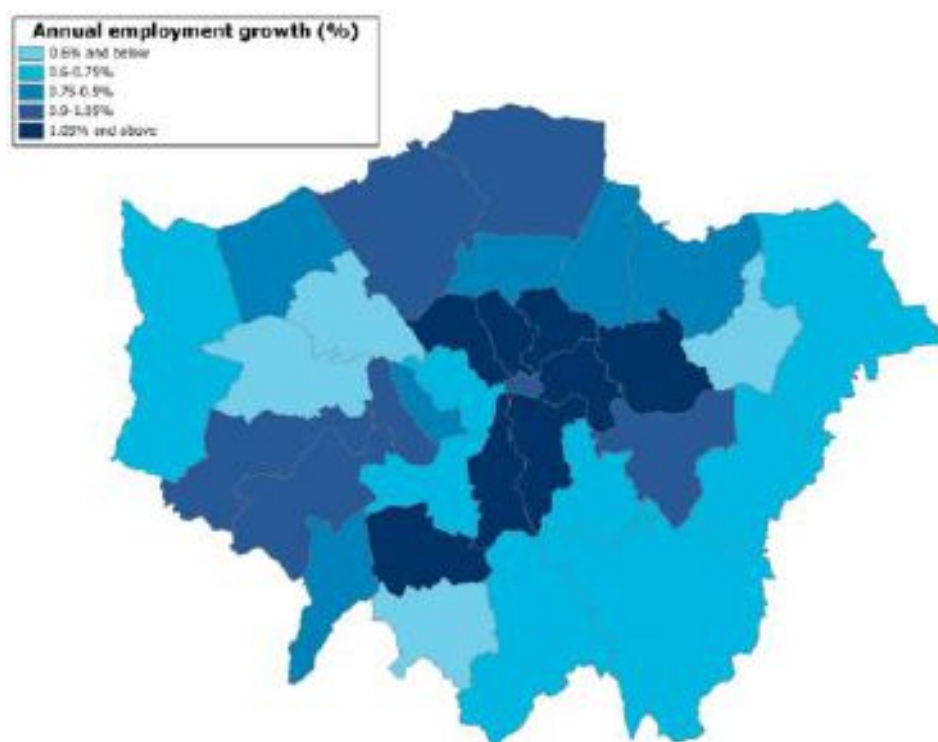 Annual employment growth (%)
0.6% and below
0.6-0.75%
0.75-0.9%
0.9-1.05%
1.05% and above